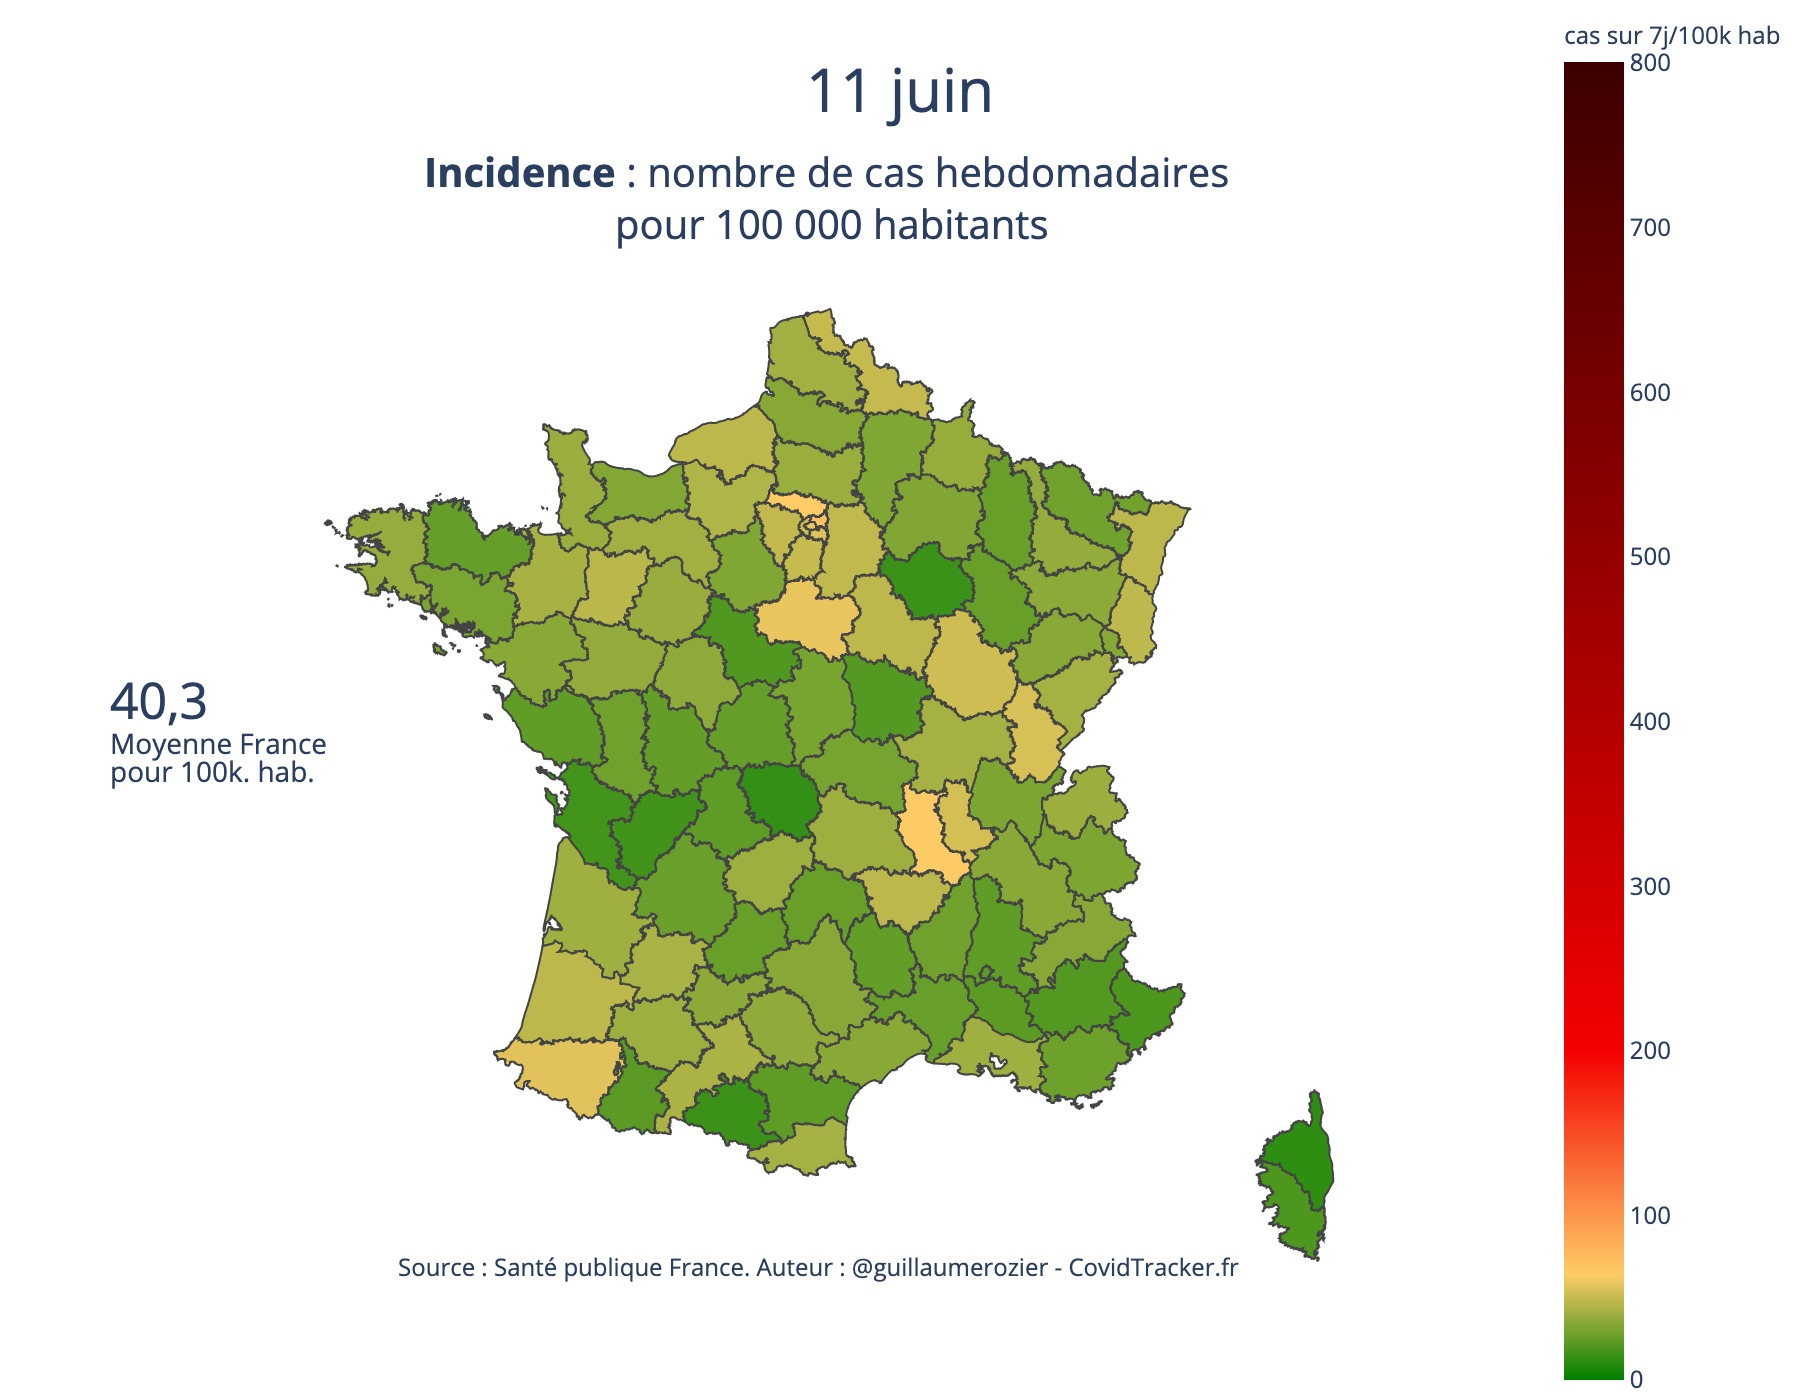 cas sur 7j/100k hab
11 juin
Incidence : nombre de cas hebdomadaires
pour 100 000 habitants
800
700
600
500
400
300
200
100
0
40,3
Moyenne France
pour 100k. hab.
Source : Santé publique France. Auteur : @guillaumerozier - CovidTracker.fr